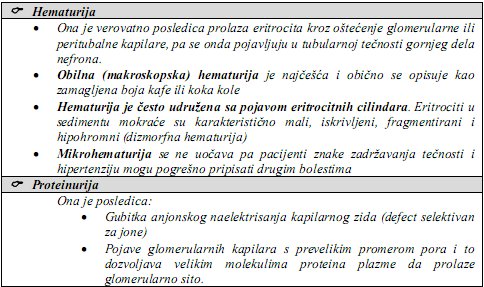 Hematurija
Ona je verovatno posledica prolaza eritrocita kroz oštećenje glomerularne ili
peritubalne kapilare, pa se onda pojavljuju u tubularnoj tečnosti gornjeg dela
nefrona.
Obilna (makroskopska) hematurija je najčešća i obično se opisuje kao
zamagljena boja kafe ili koka kole
Hematurija je često udružena sa pojavom eritrocitnih cilindara. Eritrociti u
sedimentu mokraće su karakteristično mali, iskrivljeni, fragmentirani i
hipohromni (dizmorfna hematurija)
Mikrohematurija se ne uočava pa pacijenti znake zadržavanja tečnosti i
hipertenziju mogu pogrešno pripisati drugim bolestima
Proteinurija
Ona je posledica:
Gubitka anjonskog naelektrisanja kapilarnog zida (defect selektivan
za jone)
Pojave glomerularnih kapilara s prevelikim promerom pora i to
dozvoljava velikim molekulima proteina plazme da prolaze
glomerularno sito.